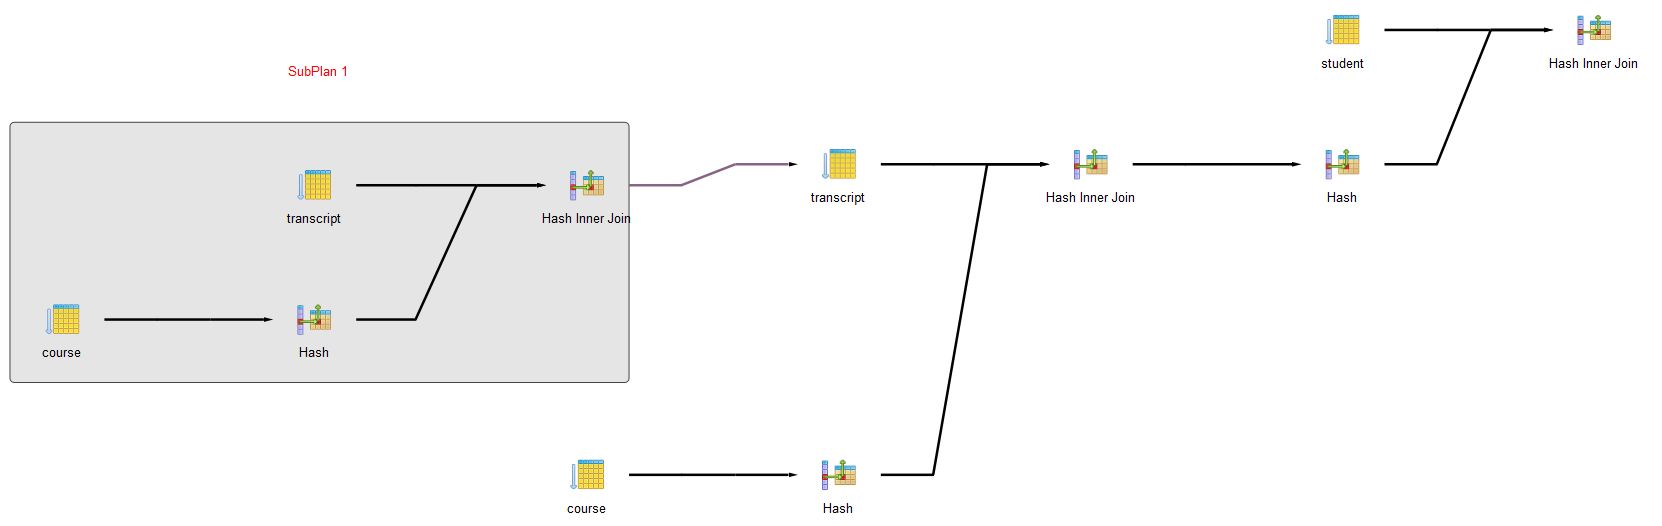 student
Hash Inner Join
SubPlan 1
transcript
Hash Inner Join
Hash
transcript
Hash Inner Join
course
Hash
course
Hash